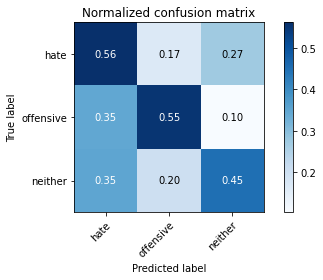 Normalized confusion matrix
True label
hate 0.56 0.17 0.27
offensive 0.35 0.55 0.10
neither 0.35 0.20 0.45
hate offensive neither
Predicted label
0.5
0.4
0.3
0.2